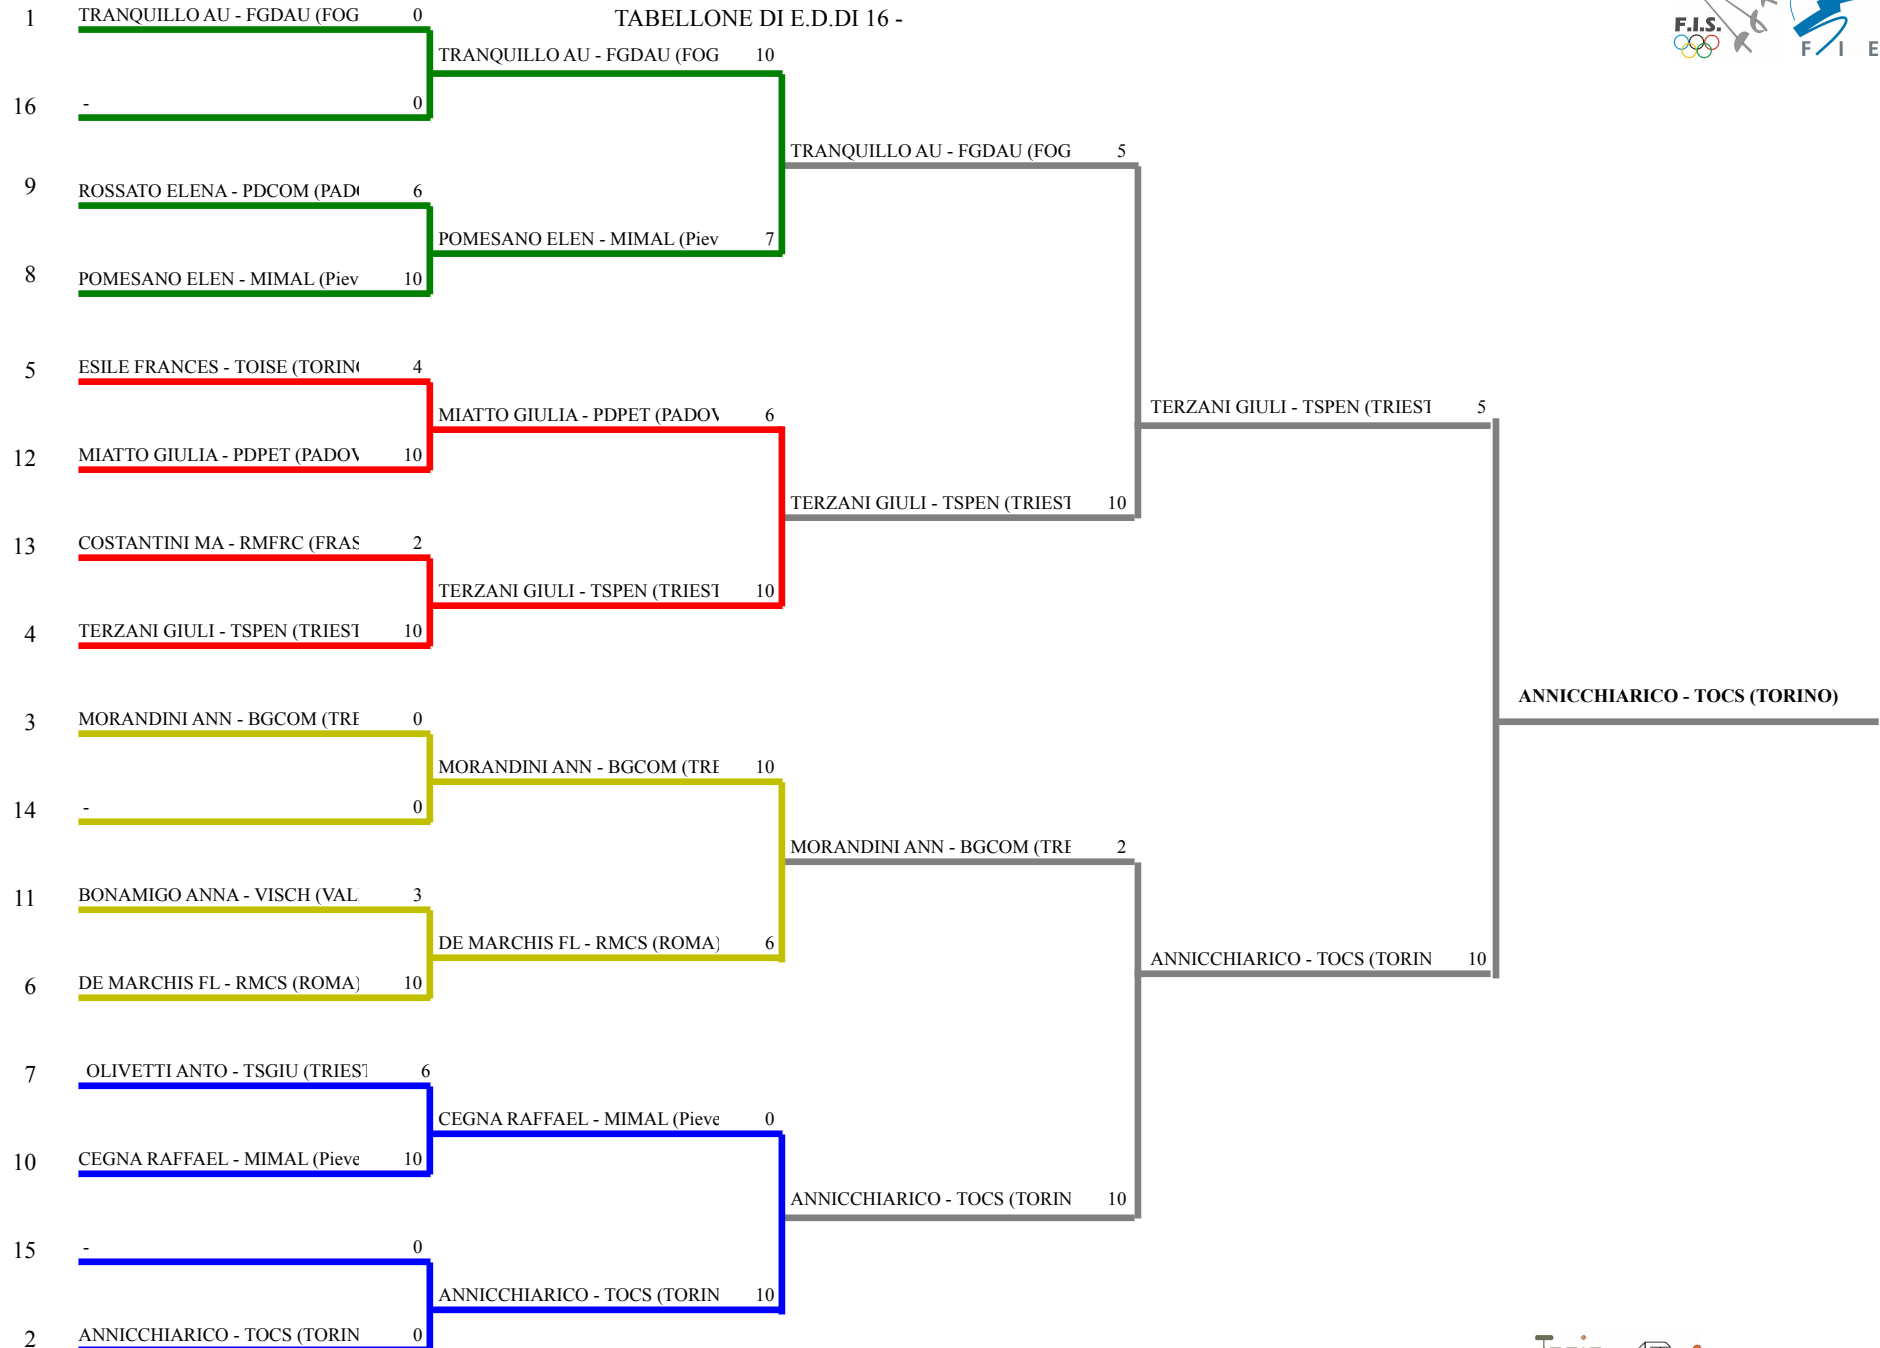 1 TRANQUILLO AU - FGDAU (FOG 0
TABELLONE DI E.D.DI 16 -
F.I.S.
F I E
TRANQUILLO AU - FGDAU (FOG 10
16 - 0
TRANQUILLO AU - FGDAU (FOG 5
9 ROSSATO ELENA - PDCOM (PAD 6
POMESANO ELEN - MIMAL (Piev 7
8 POMESANO ELEN - MIMAL (Piev 10
5 ESILE FRANCES - TOISE (TORIN 4
MIATTO GIULIA - PDPET (PADOV 6
TERZANI GIULI - TSPEN (TRIEST 5
12 MIATTO GIULIA - PDPET (PADOV 10
TERZANI GIULI - TSPEN (TRIEST 10
13 COSTANTINI MA - RMFRC (FRAS 2
TERZANI GIULI - TSPEN (TRIEST 10
4 TERZANI GIULI - TSPEN (TRIEST 10
ANNICCHIARICO - TOCS (TORINO)
3 MORANDINI ANN - BGCOM (TRE 0
MORANDINI ANN - BGCOM (TRE 10
14 - 0
MORANDINI ANN - BGCOM (TRE 2
11 BONAMIGO ANNA - VISCH (VAL 3
DE MARCHIS FL - RMCS (ROMA) 6
ANNICCHIARICO - TOCS (TORIN 10
6 DE MARCHIS FL - RMCS (ROMA) 10
7 OLIVETTI ANTO - TSGIU (TRIEST 6
CEGNA RAFFAEL - MIMAL (Pieve 0
10 CEGNA RAFFAEL - MIMAL (Pieve 10
ANNICCHIARICO - TOCS (TORIN 10
15 - 0
ANNICCHIARICO - TOCS (TORIN 10
2 ANNICCHIARICO - TOCS (TORIN 0